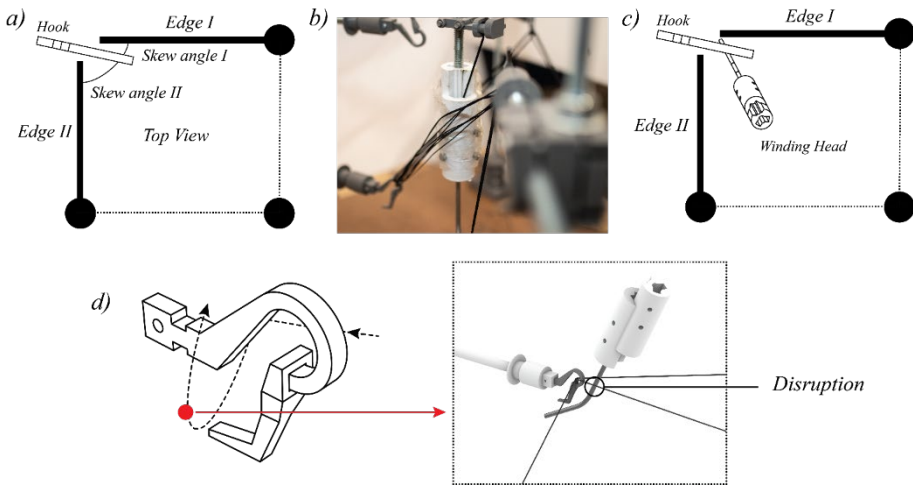 a)
Hook
Edge I
Skew angle I
Skew angle II
Edge II
Top View
b)
c)
Hook
Edge I
Edge II
Winding Head
d)
Disruption